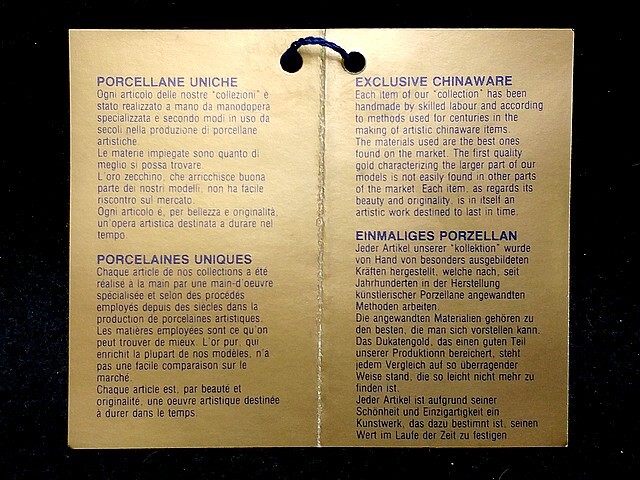 PORCELLANE UNICHE
Ogni articolo delle nostre "collezioni" è
stato realizzato a mano da manodopera
specializzata e secondo modi in uso da
secoli nella produzione di porcellane
artistiche.
Le materie impiegate sono quanto di
meglio si possa trovare.
L'oro zecchino, che arricchisce buona
parte dei nostri modelli, non ha facile
riscontro sul mercato.
Ogni articolo è, per bellezza e originalità,
un'opera artistica destinata a durare nel
tempo.
PORCELAINES UNIQUES
Chaque article de nos collections a été
réalisé à la main par une main-d'oeuvre
spécialisée et selon des procédés
employés depuis des siècles dans la
production de porcelaines artistiques.
Les matières employées sont ce qu'on
peut trouver de mieux. L'or pur, qui
enrichit la plupart de nos modèles, n'a
pas une facile comparaison sur le
marché.
Chaque article est, par beauté et
originalité, une oeuvre artistique destinée
à durer dans le temps.
EXCLUSIVE CHINAWARE
Each item of our "collection" has been
handmade by skilled labour and according
to methods used for centuries in the
making of artistic chinaware items.
The materials used are the best ones
found on the market. The first quality
gold characterizing the larger part of our
models is not easily found in other parts
of the market. Each item, as regards its
beauty and originality, is in itself an
artistic work destined to last in time.
EINMALIGES PORZELLAN
Jeder Artikel unserer "kollektion" wurde
von Hand von besonders ausgebildeten
Kräften hergestellt, welche nach, seit
Jahrhunderten in der Herstellung
künstlerischer Porzellane angewandten
Methoden arbeiten.
Die angewandten Materialien gehören zu
den besten, die man sich vorstellen kann.
Das Dukatengold, das einen guten Teil
unserer Produktionn bereichert, steht
jedem Vergleich auf so überragender
Weise stand, die so leicht nicht mehr zu
finden ist.
Jeder Artikel ist aufgrund seiner
Schönheit und Einzigartigkeit ein
Kunstwerk, das dazu bestimmt ist, seinen
Wert im Laufe der Zeit zu festigen.